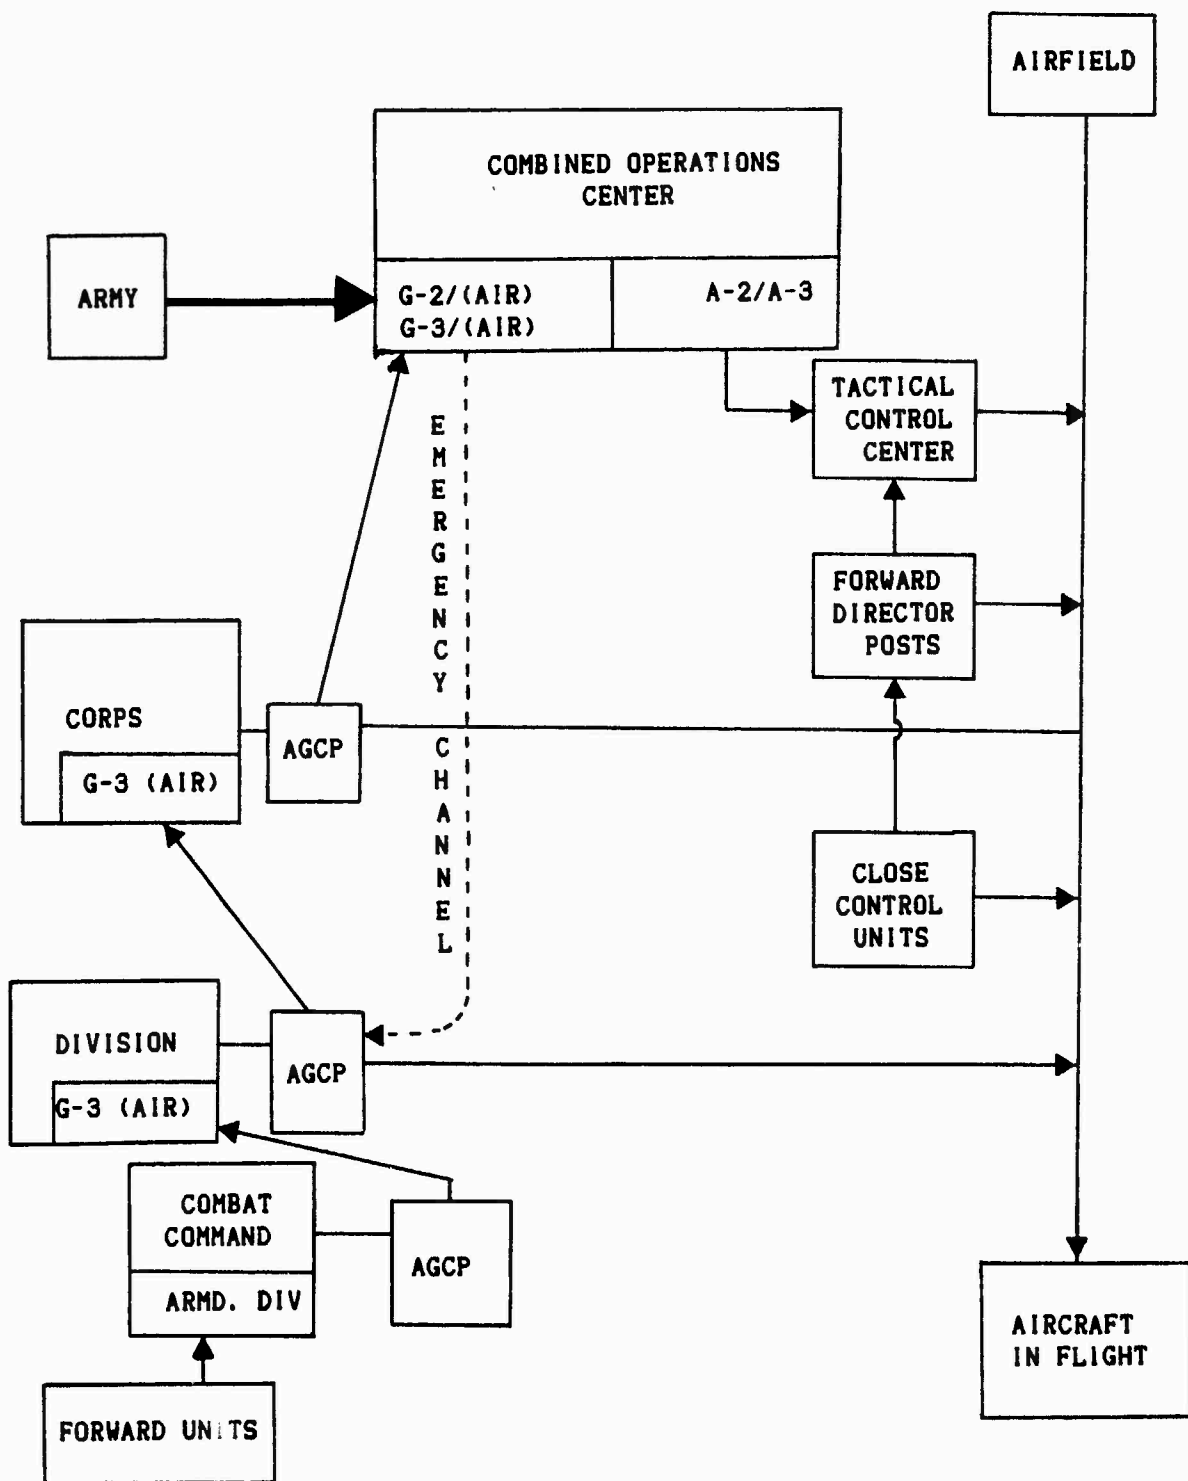 AIRFIELD
COMBINED OPERATIONS
CENTER
ARMY
G-2/(AIR)
G-3/(AIR)
A-2/A-3
TACTICAL
CONTROL
CENTER
EMERGENCY CHANNEL
FORWARD
DIRECTOR
POSTS
CORPS
G-3 (AIR)
AGCP
CLOSE
CONTROL
UNITS
DIVISION
G-3 (AIR)
AGCP
COMBAT
COMMAND
ARMD. DIV
AGCP
AIRCRAFT
IN FLIGHT
FORWARD UNITS